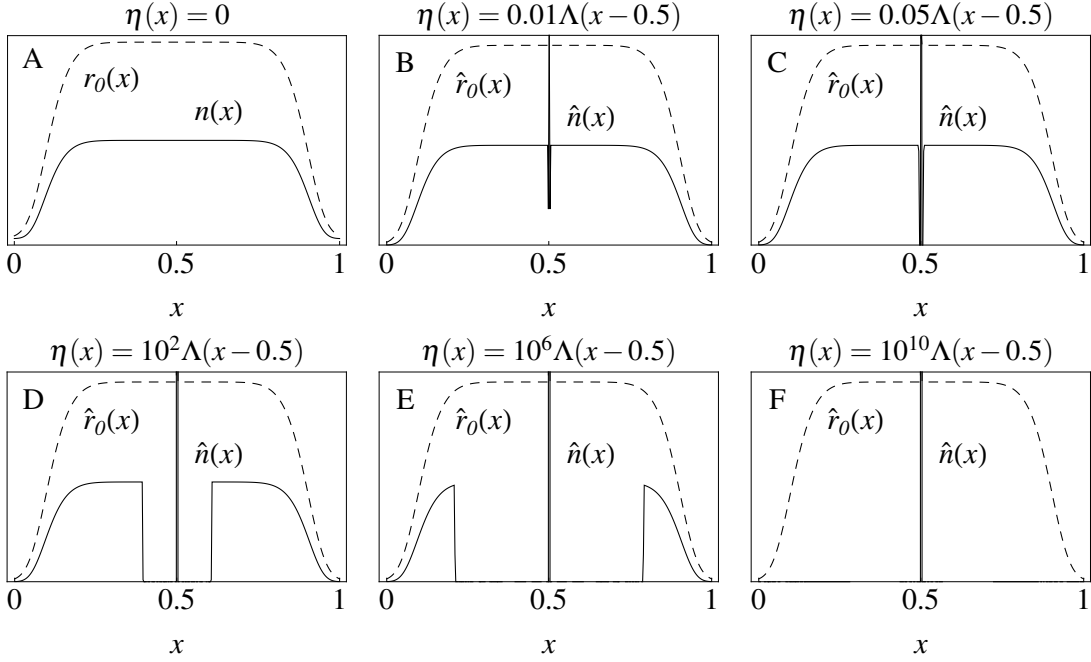 η(x) = 0
A
r₀(x)
n(x)
0 0.5 1
x
η(x) = 0.01Λ(x − 0.5)
B
r̂₀(x)
n̂(x)
0 0.5 1
x
η(x) = 0.05Λ(x − 0.5)
C
r̂₀(x)
n̂(x)
0 0.5 1
x
η(x) = 10²Λ(x − 0.5)
D
r̂₀(x)
n̂(x)
0 0.5 1
x
η(x) = 10⁶Λ(x − 0.5)
E
r̂₀(x)
n̂(x)
0 0.5 1
x
η(x) = 10¹⁰Λ(x − 0.5)
F
r̂₀(x)
n̂(x)
0 0.5 1
x